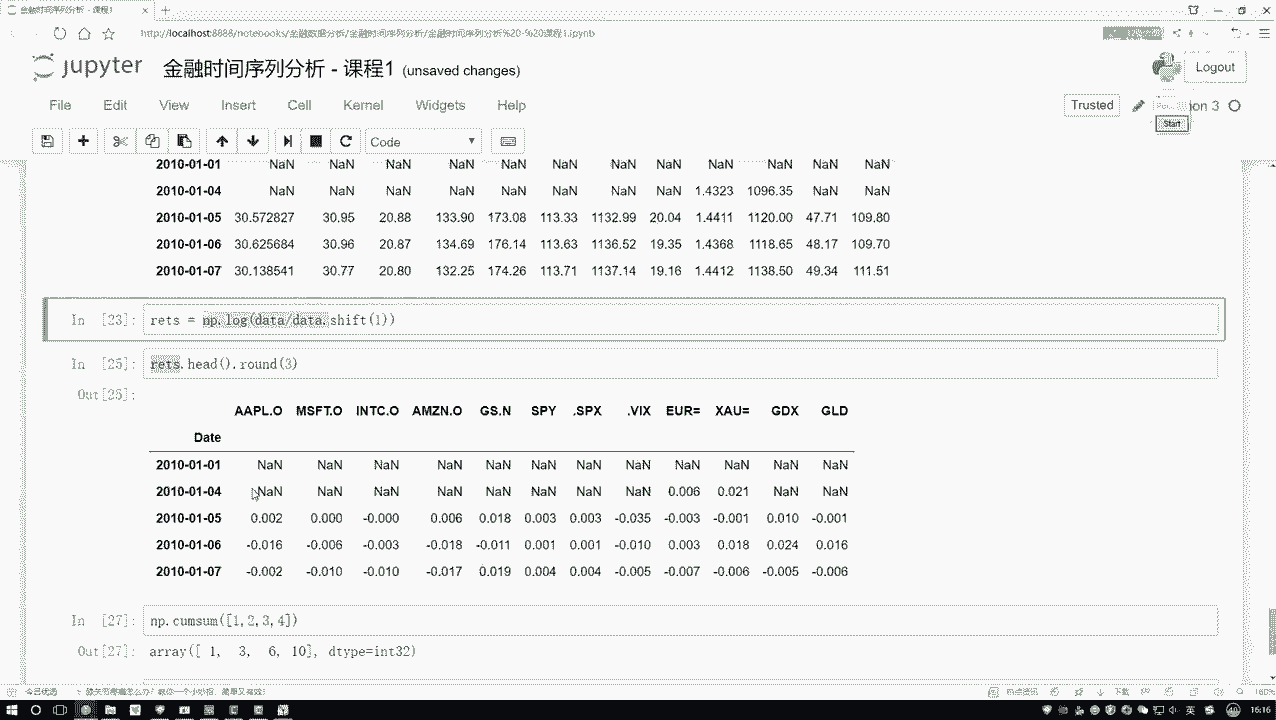 金融时间序列分析 - 课程1
http://localhost:8888/notebooks/金融数据分析/金融时间序列分析/金融时间序列分析%20-%20课程1.ipynb
jupyter 金融时间序列分析 - 课程1 (unsaved changes)
Logout
File Edit View Insert Cell Kernel Widgets Help
Trusted
Start
Code
2010-01-01 NaN NaN NaN NaN NaN NaN NaN NaN NaN NaN NaN NaN
2010-01-04 NaN NaN NaN NaN NaN NaN NaN NaN 1.4323 1096.35 NaN NaN
2010-01-05 30.572827 30.95 20.88 133.90 173.08 113.33 1132.99 20.04 1.4411 1120.00 47.71 109.80
2010-01-06 30.625684 30.96 20.87 134.69 176.14 113.63 1136.52 19.35 1.4368 1118.65 48.17 109.70
2010-01-07 30.138541 30.77 20.80 132.25 174.26 113.71 1137.14 19.16 1.4412 1138.50 49.34 111.51
In [23]: rets = np.log(data/data.shift(1))
In [25]: rets.head().round(3)
Out[25]:
AAPL.O MSFT.O INTC.O AMZN.O GS.N SPY .SPX .VIX EUR= XAU= GDX GLD
Date
2010-01-01 NaN NaN NaN NaN NaN NaN NaN NaN NaN NaN NaN NaN
2010-01-04 NaN NaN NaN NaN NaN NaN NaN NaN 0.006 0.021 NaN NaN
2010-01-05 0.002 0.000 -0.000 0.006 0.018 0.003 0.003 -0.035 -0.003 -0.001 0.010 -0.001
2010-01-06 -0.016 -0.006 -0.003 -0.018 -0.011 0.001 0.001 -0.010 0.003 0.018 0.024 0.016
2010-01-07 -0.002 -0.010 -0.010 -0.017 0.019 0.004 0.004 -0.005 -0.007 -0.006 -0.005 -0.006
In [27]: np.cumsum([1,2,3,4])
Out[27]: array([ 1, 3, 6, 10], dtype=int32)
今日优选
热点资讯
下载
160%
英
16:16